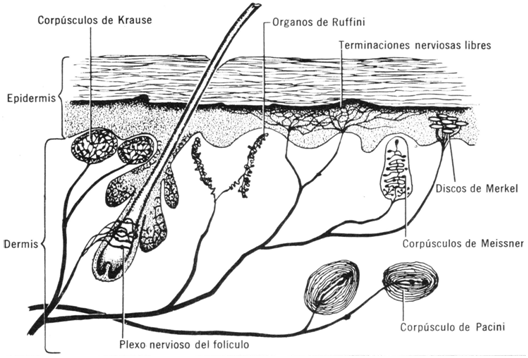 Corpúsculos de Krause
Organos de Ruffini
Terminaciones nerviosas libres
Epidermis
Discos de Merkel
Dermis
Corpúsculos de Meissner
Corpúsculo de Pacini
Plexo nervioso del foliculo